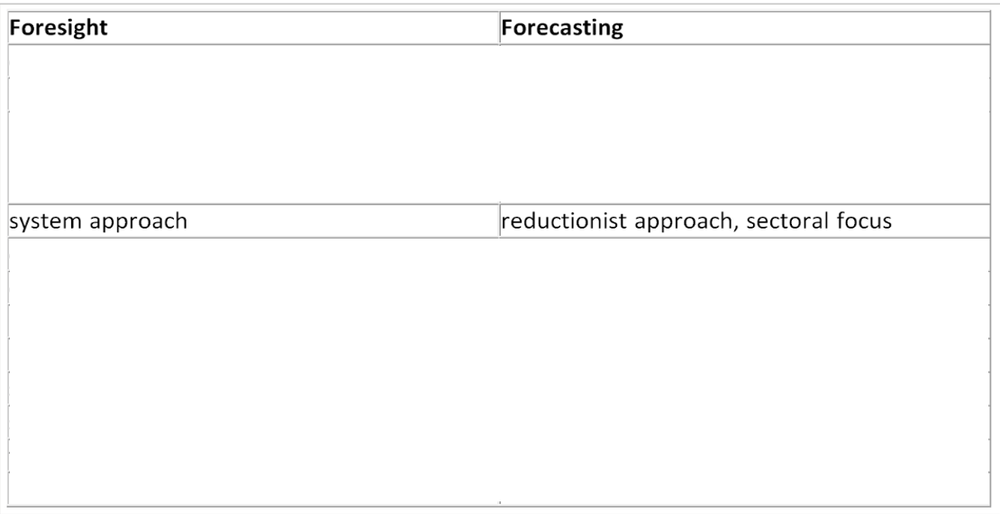 Foresight Forecasting
system approach reductionist approach, sectoral focus